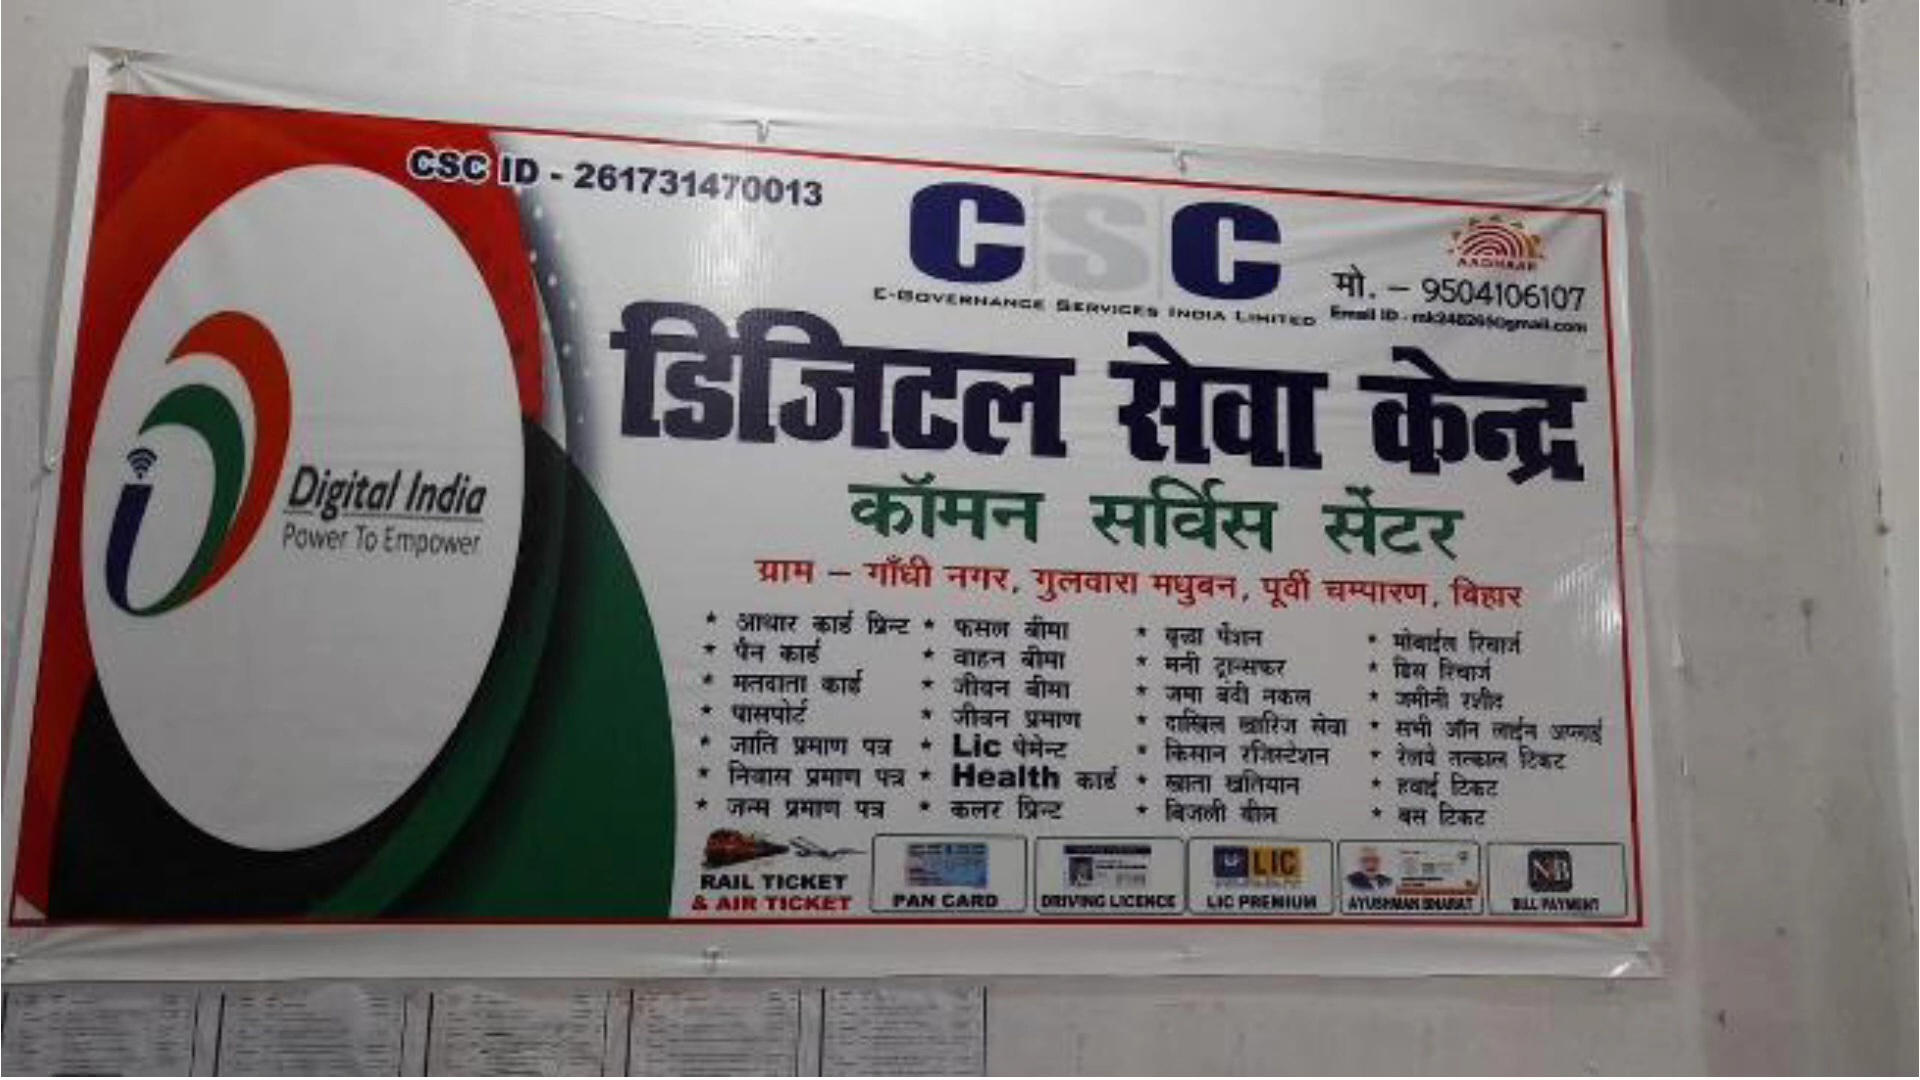 CSC ID - 261731470013
CSC
E-GOVERNANCE SERVICES INDIA LIMITED
AADHAAR
मो. – 9504106107
Email ID -
डिजिटल सेवा केन्द्र
कॉमन सर्विस सेंटर
ग्राम – गाँधी नगर, गुलवारा मधुबन, पूर्वी चम्पारण, बिहार
Digital India
Power To Empower
* आधार कार्ड प्रिन्ट
* पैन कार्ड
* मतदाता कार्ड
* पासपोर्ट
* जाति प्रमाण पत्र
* निवास प्रमाण पत्र
* जन्म प्रमाण पत्र
* फसल बीमा
* वाहन बीमा
* जीवन बीमा
* जीवन प्रमाण
* Lic पेमेन्ट
* Health कार्ड
* कलर प्रिन्ट
* वृद्धा पेंशन
* मनी ट्रान्सफर
* जमा बंदी नकल
* दाखिल खारिज सेवा
* किसान रजिस्टेशन
* खाता खतियान
* बिजली बील
* मोबाईल रिचार्ज
* डिस रिचार्ज
* जमीनी रशीद
* सभी ऑन लाईन अप्लाई
* रेलवे तत्काल टिकट
* हवाई टिकट
* बस टिकट
RAIL TICKET
& AIR TICKET
PAN CARD
DRIVING LICENCE
LIC
LIC PREMIUM
AYUSHMAN BHARAT
NB
BILL PAYMENT